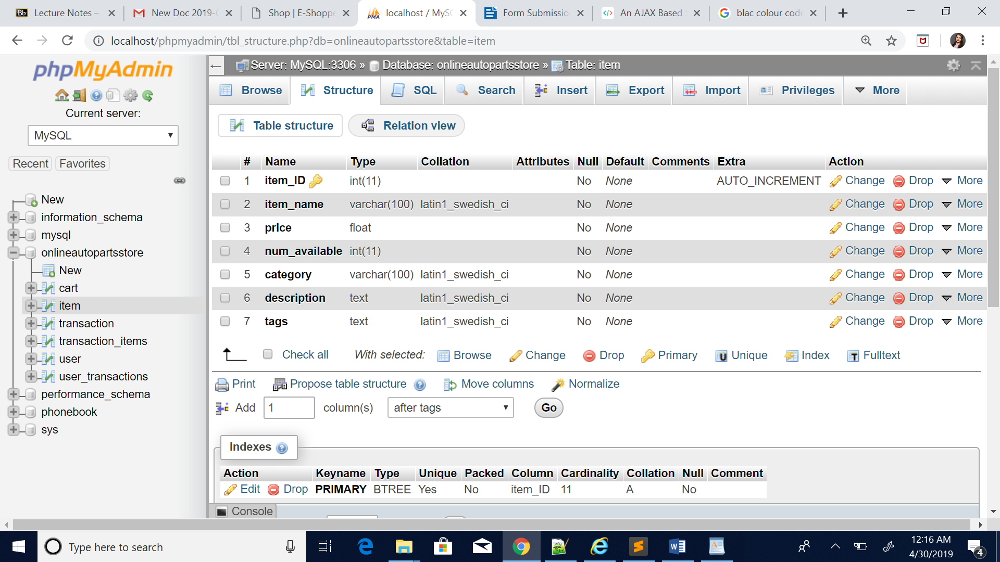 Lecture Notes –
New Doc 2019-0
Shop | E-Shoppe
localhost / MySQ
Form Submissio
An AJAX Based S
blac colour code
localhost/phpmyadmin/tbl_structure.php?db=onlineautopartsstore&table=item
phpMyAdmin
Current server:
MySQL
Recent Favorites
New
information_schema
mysql
onlineautopartsstore
New
cart
item
transaction
transaction_items
user
user_transactions
performance_schema
phonebook
sys
Server: MySQL:3306 » Database: onlineautopartsstore » Table: item
Browse Structure SQL Search Insert Export Import Privileges More
Table structure Relation view
# Name Type Collation Attributes Null Default Comments Extra Action
1 item_ID int(11) No None AUTO_INCREMENT Change Drop More
2 item_name varchar(100) latin1_swedish_ci No None Change Drop More
3 price float No None Change Drop More
4 num_available int(11) No None Change Drop More
5 category varchar(100) latin1_swedish_ci No None Change Drop More
6 description text latin1_swedish_ci No None Change Drop More
7 tags text latin1_swedish_ci No None Change Drop More
Check all With selected: Browse Change Drop Primary Unique Index Fulltext
Print Propose table structure Move columns Normalize
Add 1 column(s) after tags Go
Indexes
Action Keyname Type Unique Packed Column Cardinality Collation Null Comment
Edit Drop PRIMARY BTREE Yes No item_ID 11 A No
Console
Type here to search
12:16 AM
4/30/2019
4